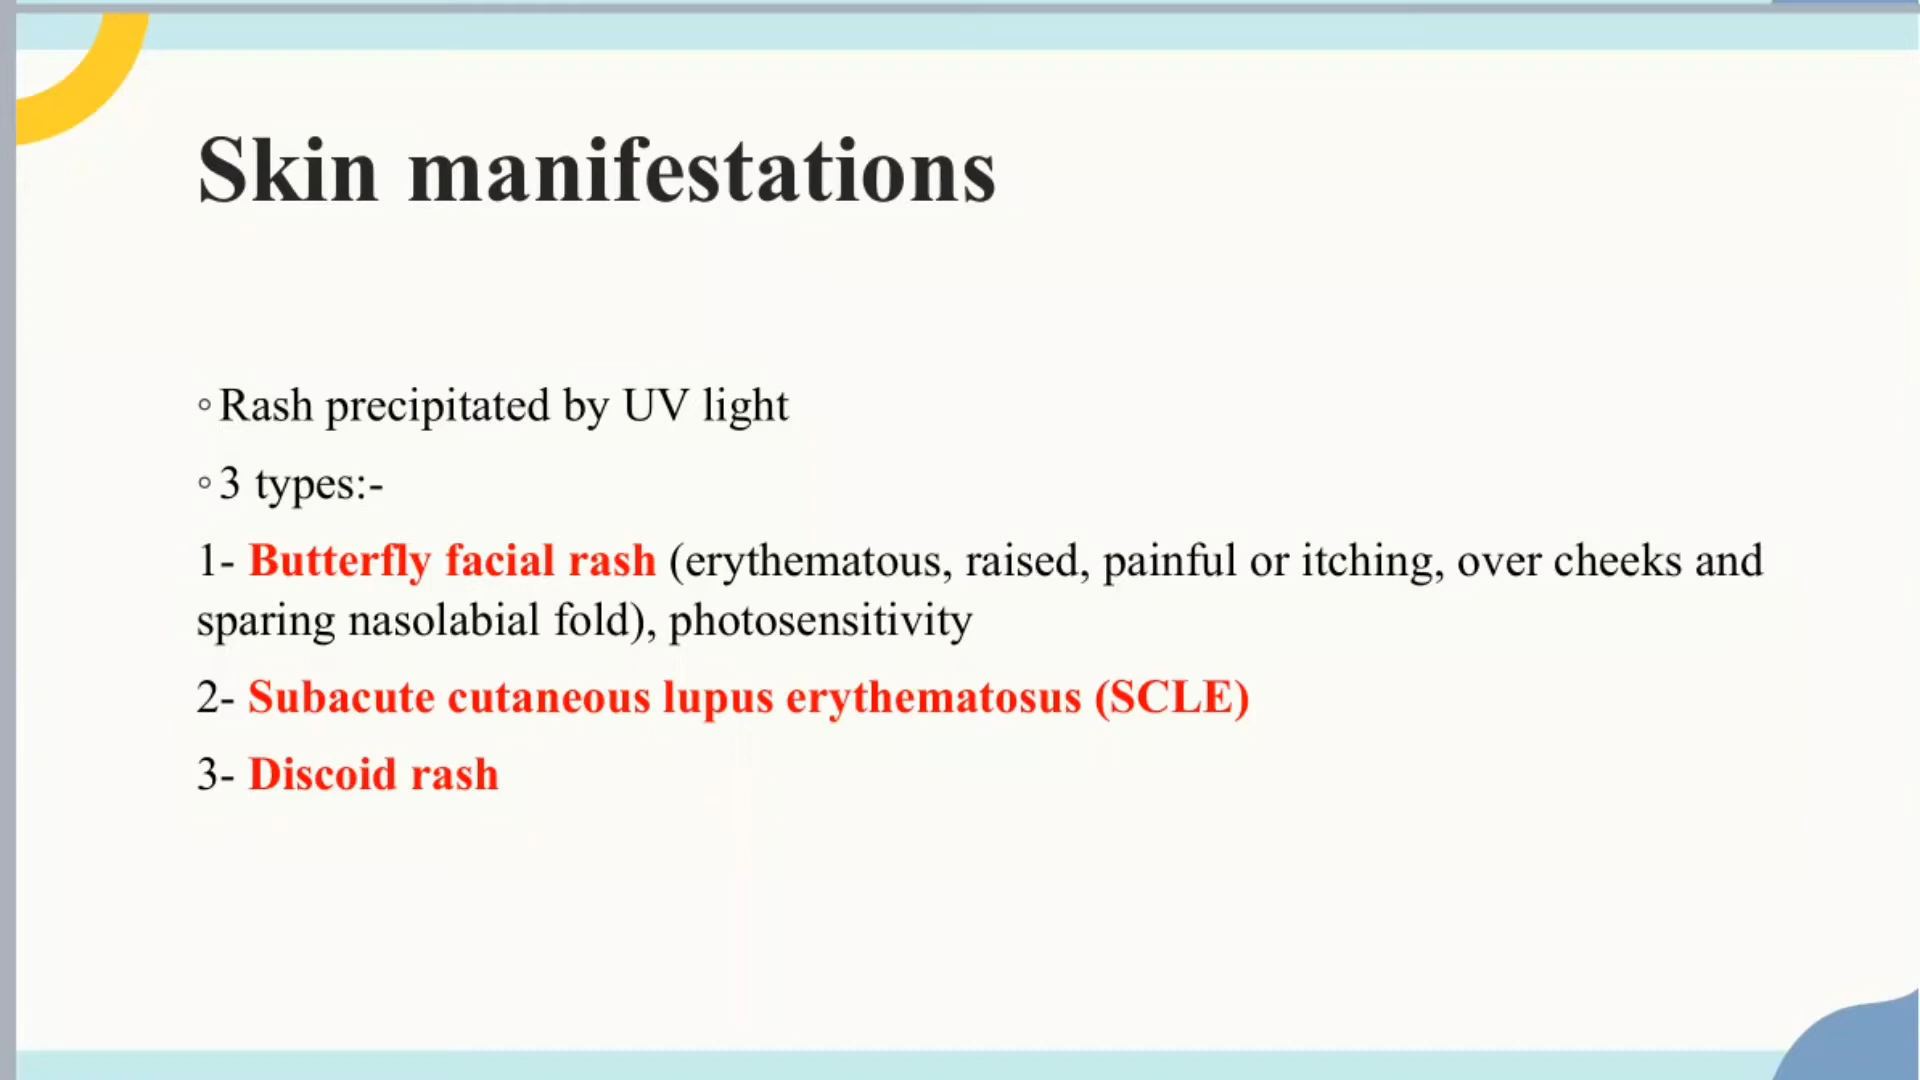 Skin manifestations
◦ Rash precipitated by UV light
◦ 3 types:-
1- Butterfly facial rash (erythematous, raised, painful or itching, over cheeks and
sparing nasolabial fold), photosensitivity
2- Subacute cutaneous lupus erythematosus (SCLE)
3- Discoid rash